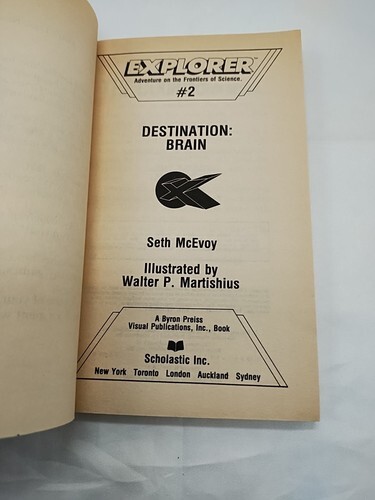 EXPLORER™
Adventure on the Frontiers of Science.
#2
DESTINATION:
BRAIN
Seth McEvoy
Illustrated by
Walter P. Martishius
A Byron Preiss
Visual Publications, Inc., Book
Scholastic Inc.
New York Toronto London Auckland Sydney